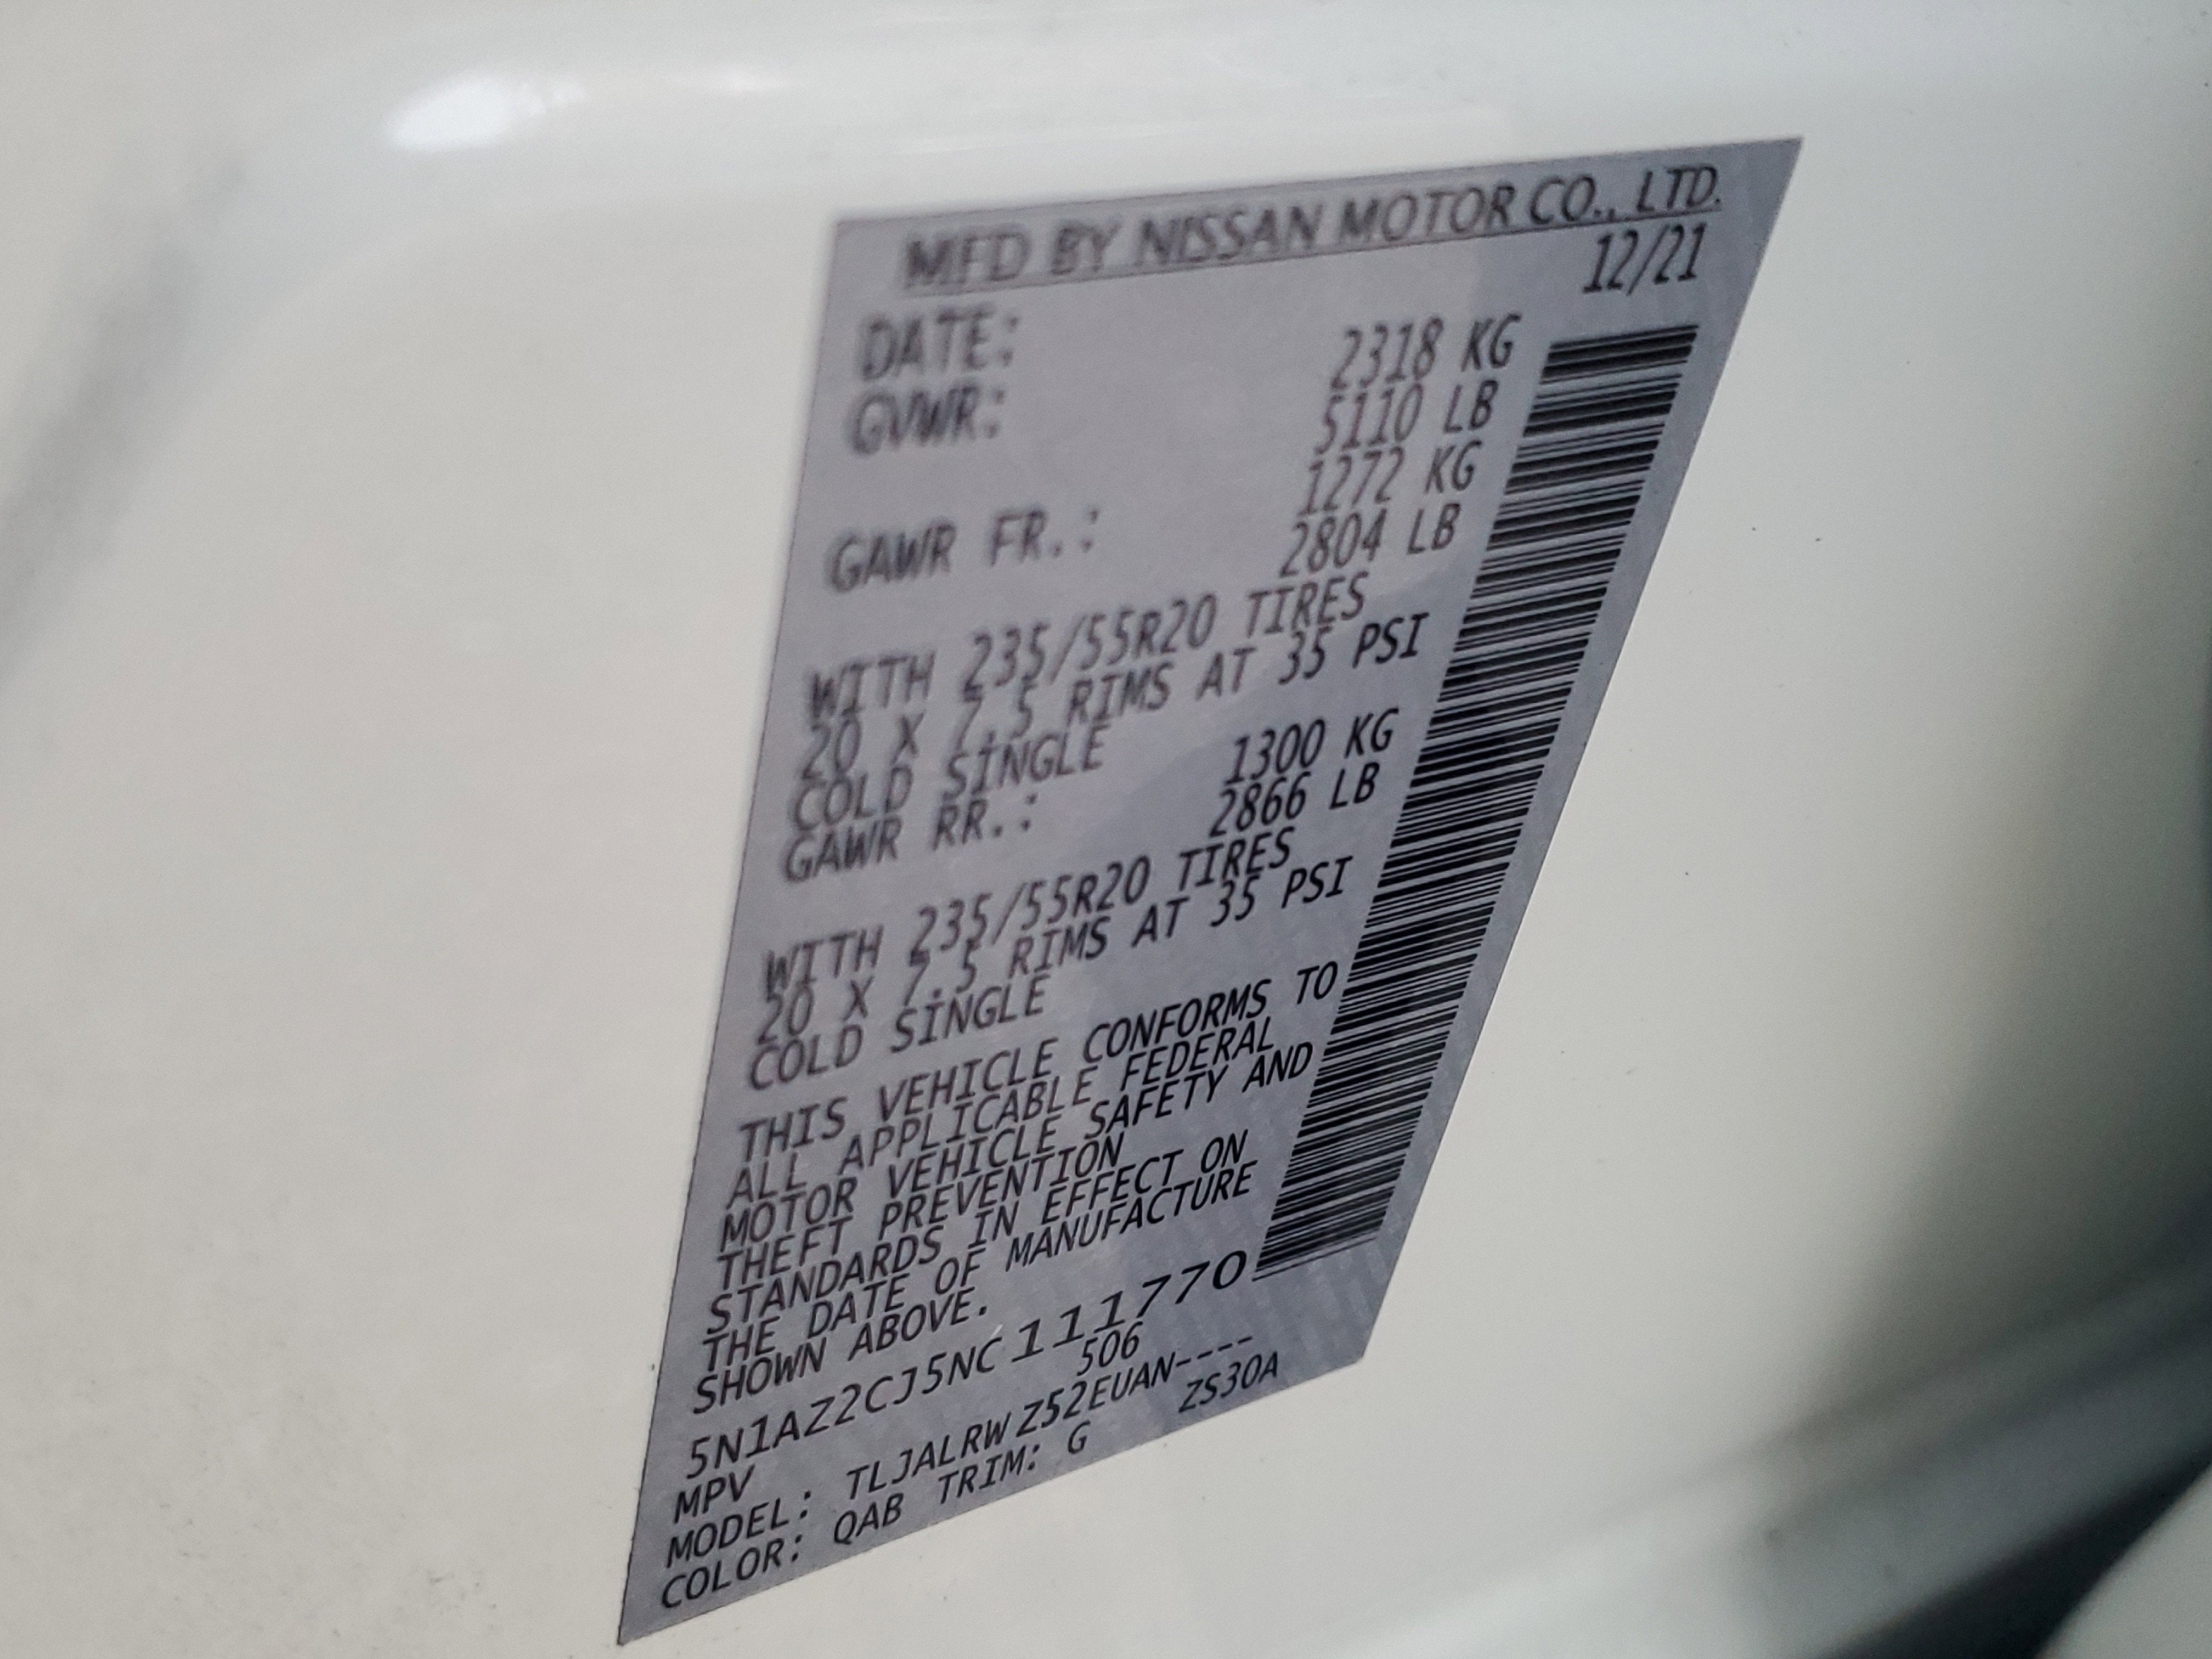 MFD BY NISSAN MOTOR CO., LTD.
DATE: 12/21
GVWR: 2318 KG
5110 LB
1272 KG
GAWR FR.: 2804 LB
WITH 235/55R20 TIRES
20 X 7.5 RIMS AT 35 PSI
COLD SINGLE
GAWR RR.: 1300 KG
2866 LB
WITH 235/55R20 TIRES
20 X 7.5 RIMS AT 35 PSI
COLD SINGLE
THIS VEHICLE CONFORMS TO
ALL APPLICABLE FEDERAL
MOTOR VEHICLE SAFETY AND
THEFT PREVENTION
STANDARDS IN EFFECT ON
THE DATE OF MANUFACTURE
SHOWN ABOVE.
5N1AZ2CJ5NC111770
MPV 506
MODEL: TLJALRWZ52EUAN----
COLOR: QAB TRIM: G ZS30A